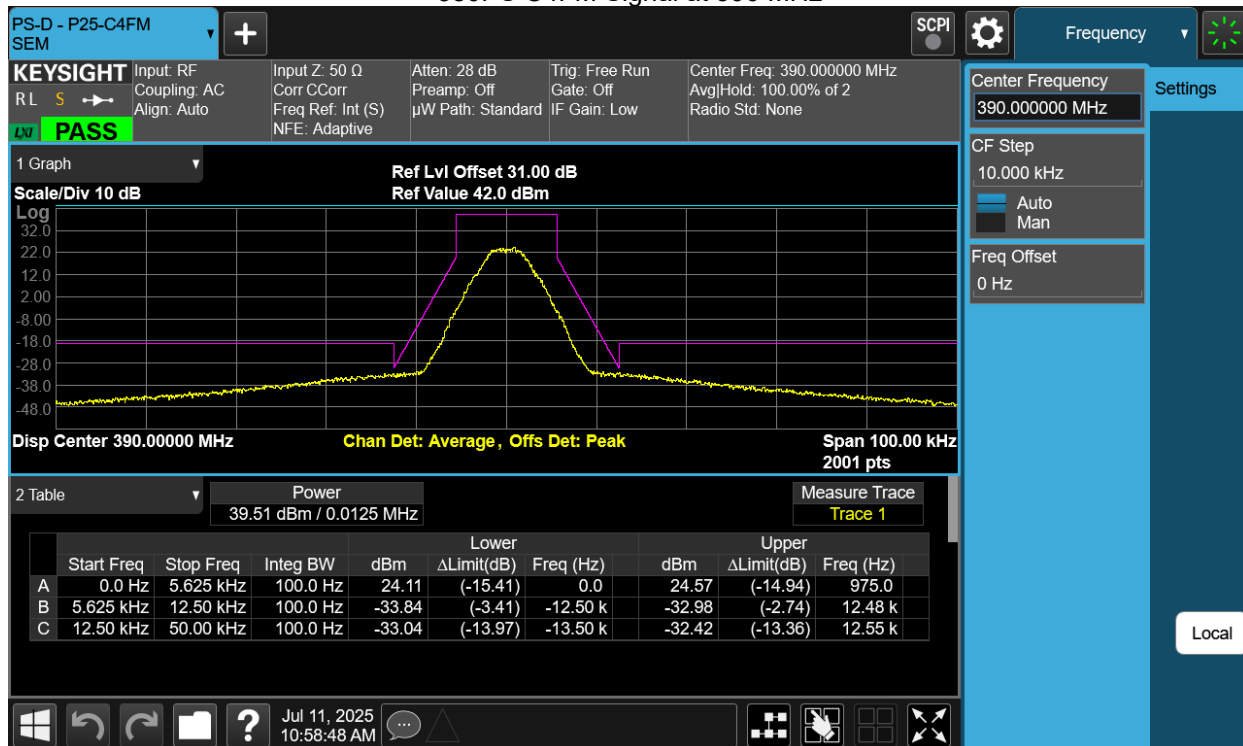 PS-D - P25-C4FM
SEM
+
SCPI
Frequency
KEYSIGHT
RL S
LXI PASS
Input: RF
Coupling: AC
Align: Auto
Input Z: 50 Ω
Corr CCorr
Freq Ref: Int (S)
NFE: Adaptive
Atten: 28 dB
Preamp: Off
µW Path: Standard
Trig: Free Run
Gate: Off
IF Gain: Low
Center Freq: 390.000000 MHz
Avg|Hold: 100.00% of 2
Radio Std: None
Center Frequency
390.000000 MHz
Settings
CF Step
10.000 kHz
Auto
Man
Freq Offset
0 Hz
Local
1 Graph
Scale/Div 10 dB
Ref Lvl Offset 31.00 dB
Ref Value 42.0 dBm
Log
32.0
22.0
12.0
2.00
-8.00
-18.0
-28.0
-38.0
-48.0
Disp Center 390.00000 MHz
Chan Det: Average, Offs Det: Peak
Span 100.00 kHz
2001 pts
2 Table
Power
39.51 dBm / 0.0125 MHz
Measure Trace
Trace 1
Lower Upper
Start Freq Stop Freq Integ BW dBm ΔLimit(dB) Freq (Hz) dBm ΔLimit(dB) Freq (Hz)
A 0.0 Hz 5.625 kHz 100.0 Hz 24.11 (-15.41) 0.0 24.57 (-14.94) 975.0
B 5.625 kHz 12.50 kHz 100.0 Hz -33.84 (-3.41) -12.50 k -32.98 (-2.74) 12.48 k
C 12.50 kHz 50.00 kHz 100.0 Hz -33.04 (-13.97) -13.50 k -32.42 (-13.36) 12.55 k
?
Jul 11, 2025
10:58:48 AM